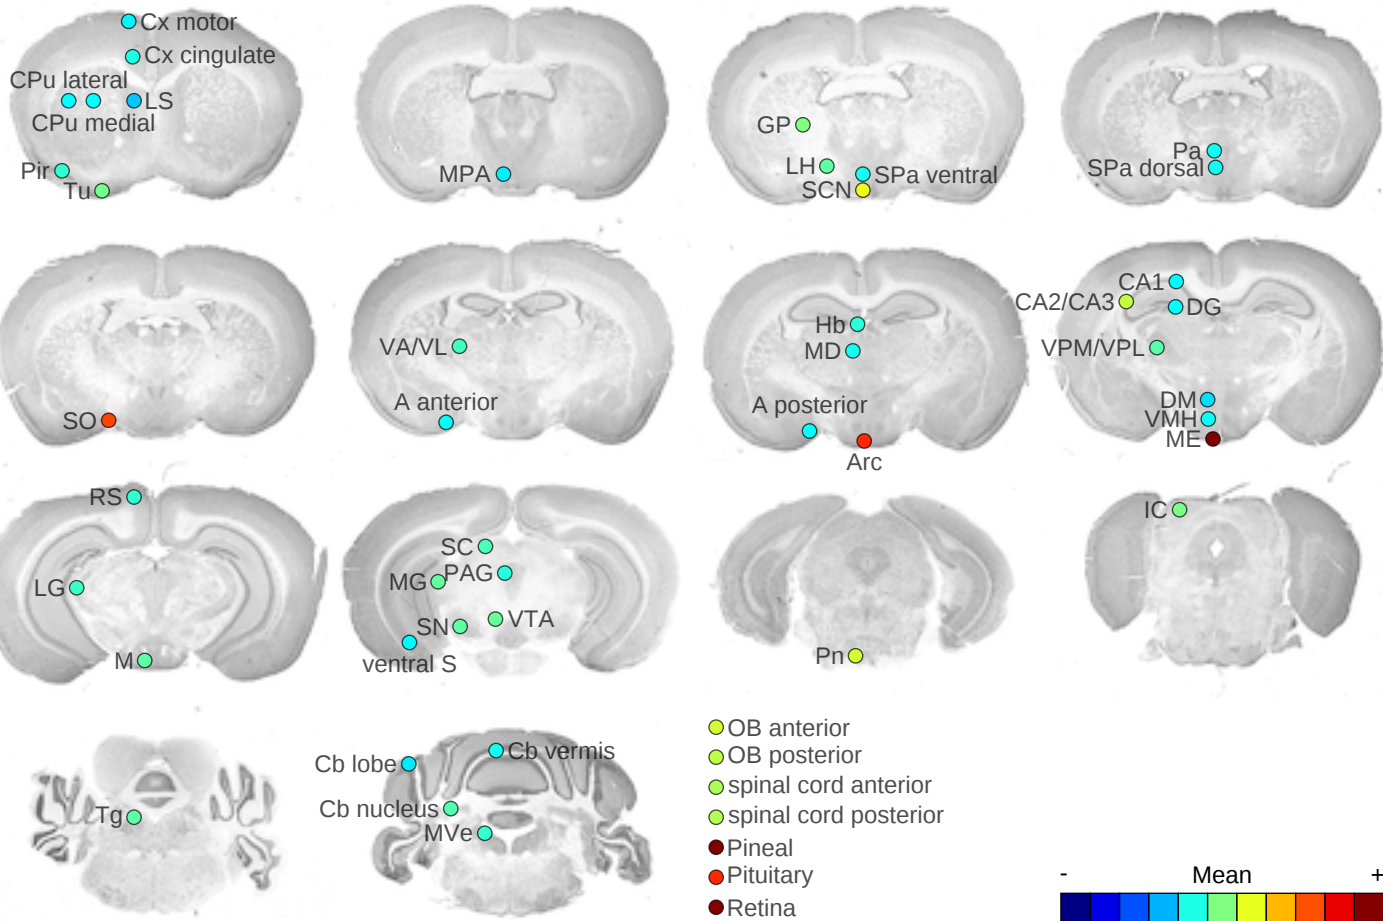 Cx motor
Cx cingulate
CPu lateral
LS
CPu medial
Pir
Tu
MPA
GP
LH
SPa ventral
SCN
Pa
SPa dorsal
SO
VA/VL
A anterior
Hb
MD
A posterior
Arc
CA1
CA2/CA3
DG
VPM/VPL
DM
VMH
ME
RS
LG
M
SC
PAG
MG
VTA
SN
ventral S
Pn
IC
Tg
Cb vermis
Cb lobe
Cb nucleus
MVe
OB anterior
OB posterior
spinal cord anterior
spinal cord posterior
Pineal
Pituitary
Retina
- Mean +